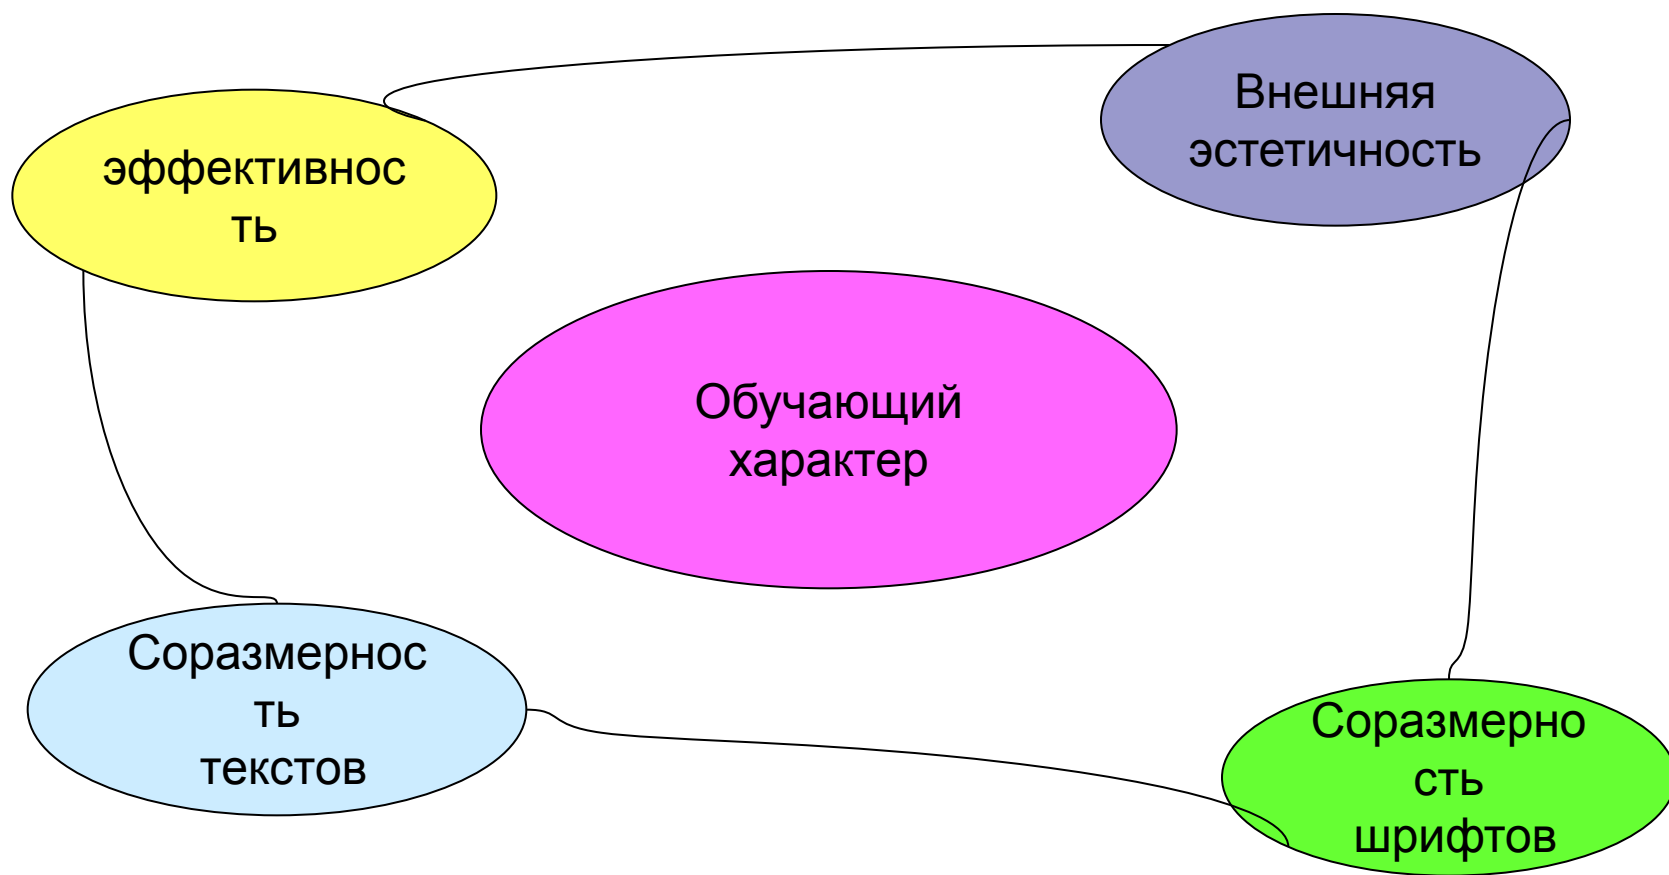 Внешняя
эстетичность
эффективнос
ть
Обучающий
характер
Соразмернос
ть
текстов
Соразмерно
сть
шрифтов